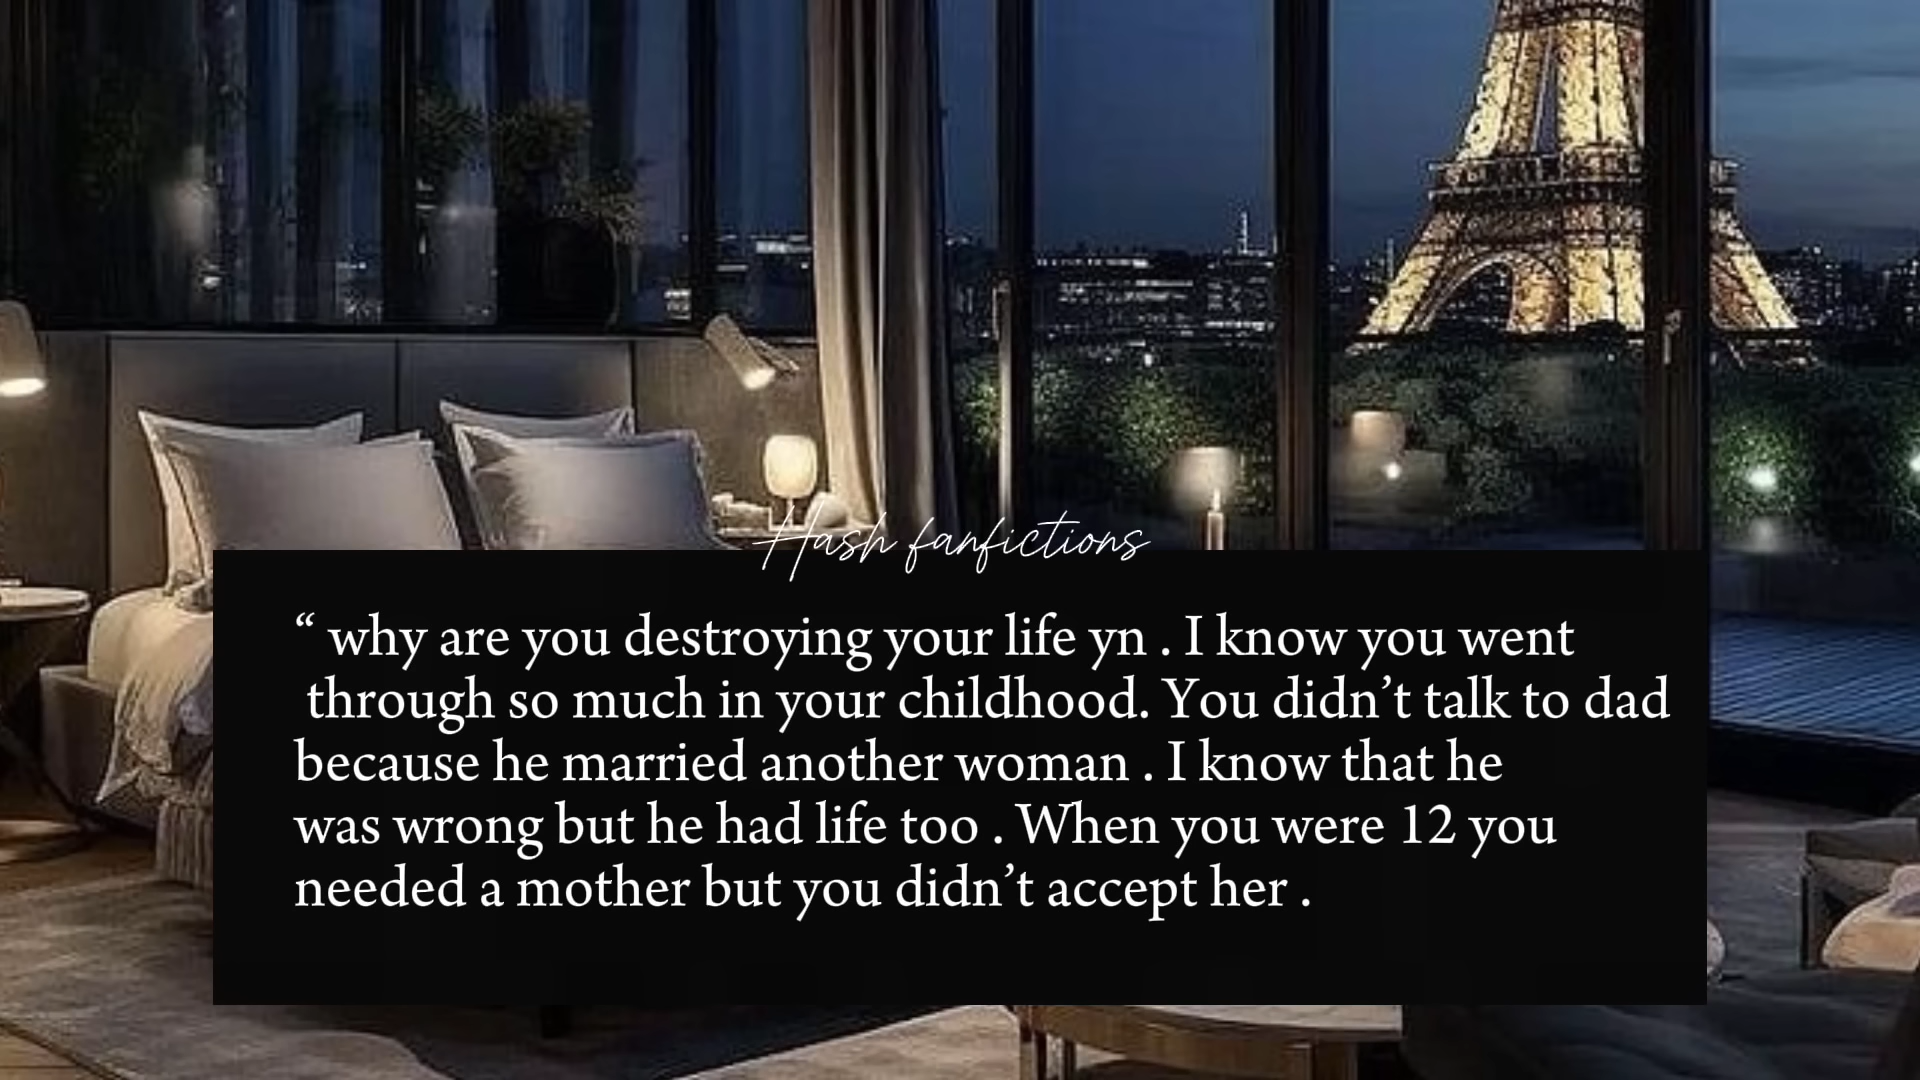 Hash fanfictions
“ why are you destroying your life yn . I know you went
through so much in your childhood. You didn’t talk to dad
because he married another woman . I know that he
was wrong but he had life too . When you were 12 you
needed a mother but you didn’t accept her .